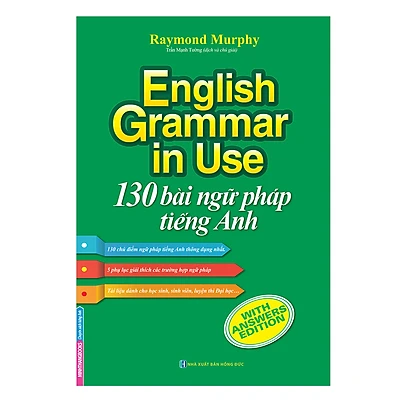 Raymond Murphy
Trần Mạnh Tường (dịch và chú giải)
English
Grammar
in Use
130 bài ngữ pháp
tiếng Anh
130 chủ điểm ngữ pháp tiếng Anh thông dụng nhất
5 phụ lục giải thích các trường hợp ngữ pháp
Tài liệu dành cho học sinh, sinh viên, luyện thi Đại học...
WITH
ANSWERS
EDITION
NHÀ XUẤT BẢN HỒNG ĐỨC
MINHTHANGBOOKS